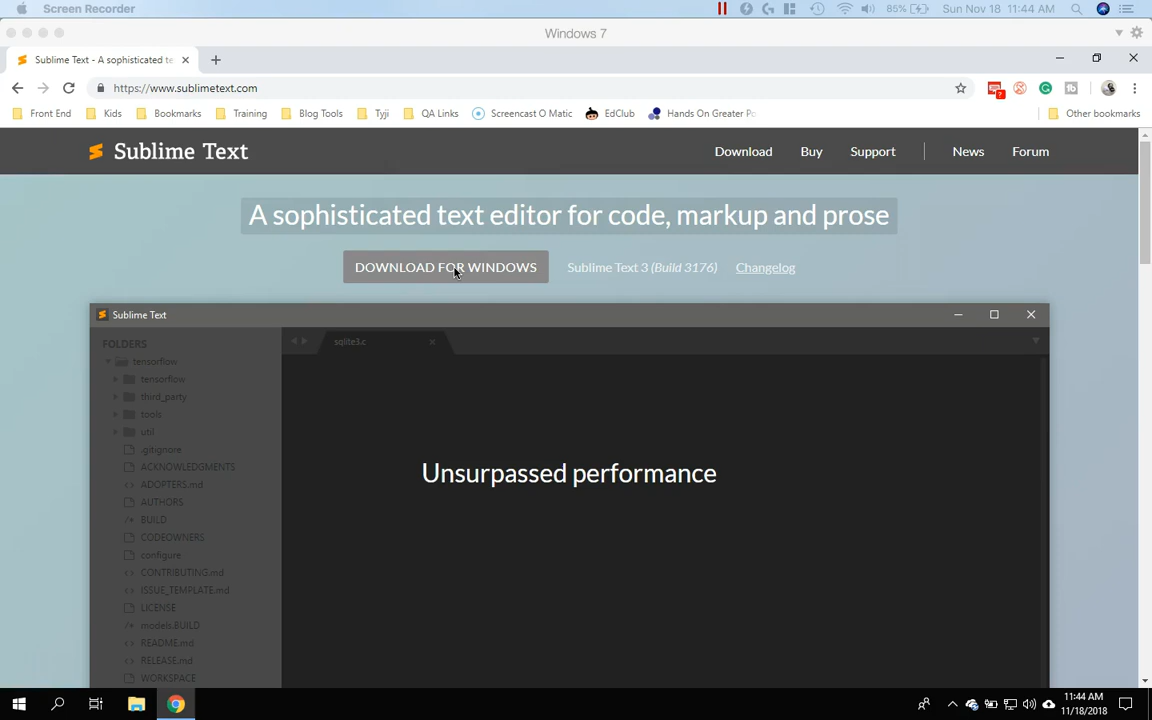 Screen Recorder
85%
Sun Nov 18 11:44 AM
Windows 7
Sublime Text - A sophisticated te
https://www.sublimetext.com
Front End
Kids
Bookmarks
Training
Blog Tools
Tyji
QA Links
Screencast O Matic
EdClub
Hands On Greater Po
Other bookmarks
Sublime Text
Download
Buy
Support
News
Forum
A sophisticated text editor for code, markup and prose
DOWNLOAD FOR WINDOWS
Sublime Text 3 (Build 3176)
Changelog
Sublime Text
FOLDERS
sqlite3.c
tensorflow
tensorflow
third_party
tools
util
.gitignore
ACKNOWLEDGMENTS
ADOPTERS.md
AUTHORS
BUILD
CODEOWNERS
configure
CONTRIBUTING.md
ISSUE_TEMPLATE.md
LICENSE
models.BUILD
README.md
RELEASE.md
WORKSPACE
Unsurpassed performance
11:44 AM
11/18/2018